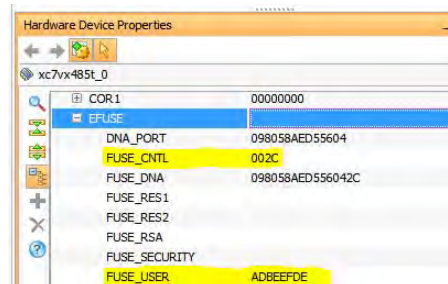 Hardware Device Properties
xc7vx485t_0
COR1 00000000
EFUSE
DNA_PORT 098058AED55604
FUSE_CNTL 002C
FUSE_DNA 098058AED556042C
FUSE_RES1
FUSE_RES2
FUSE_RSA
FUSE_SECURITY
FUSE_USER ADBEEFDE